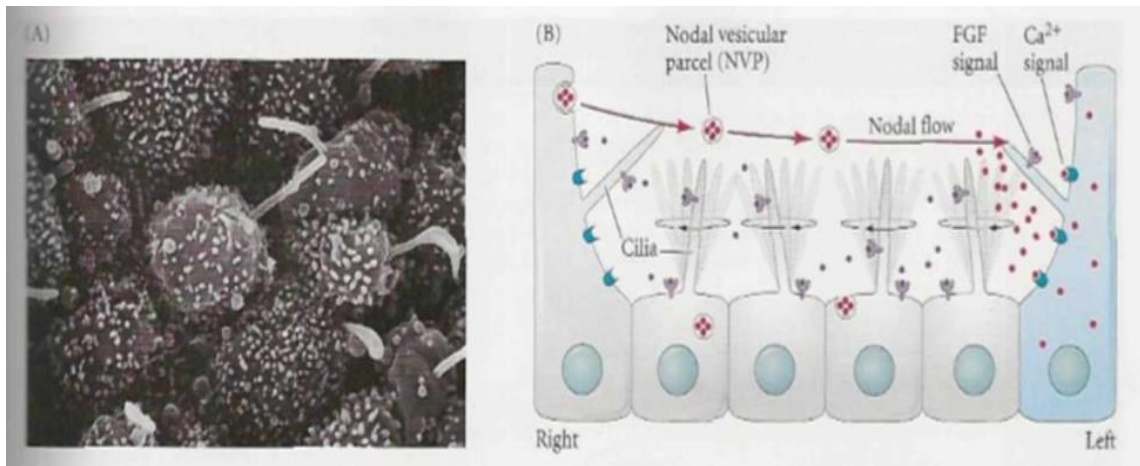 (A)
(B)
Nodal vesicular
parcel (NVP)
FGF
signal
Ca2+
signal
Nodal flow
Cilia
Right
Left